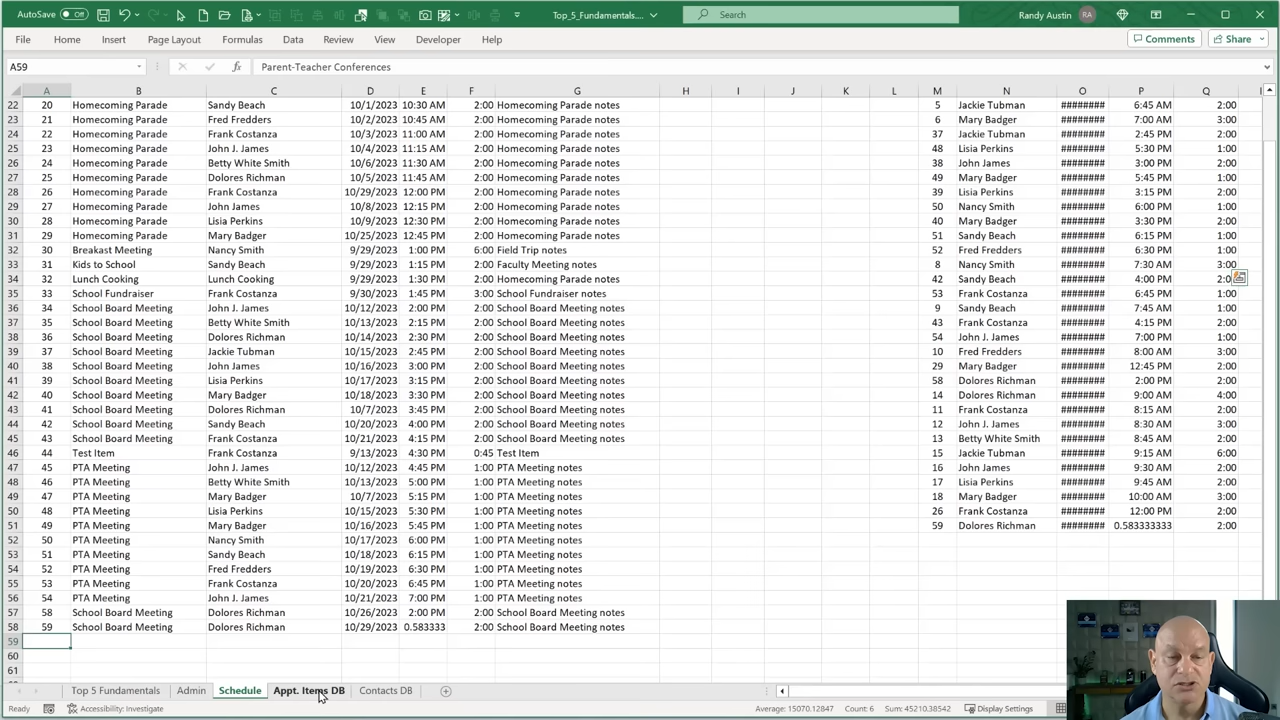 AutoSave Off Top_5_Fundamentals.... Search Randy Austin RA
File Home Insert Page Layout Formulas Data Review View Developer Help Comments Share
A59 fx Parent-Teacher Conferences
A B C D E F G H I J K L M N O P Q
22 20 Homecoming Parade Sandy Beach 10/1/2023 10:30 AM 2:00 Homecoming Parade notes 5 Jackie Tubman ######## 6:45 AM 2:00
23 21 Homecoming Parade Fred Fredders 10/2/2023 10:45 AM 2:00 Homecoming Parade notes 6 Mary Badger ######## 7:00 AM 3:00
24 22 Homecoming Parade Frank Costanza 10/3/2023 11:00 AM 2:00 Homecoming Parade notes 37 Jackie Tubman ######## 2:45 PM 2:00
25 23 Homecoming Parade John J. James 10/4/2023 11:15 AM 2:00 Homecoming Parade notes 48 Lisia Perkins ######## 5:30 PM 1:00
26 24 Homecoming Parade Betty White Smith 10/6/2023 11:30 AM 2:00 Homecoming Parade notes 38 John James ######## 3:00 PM 2:00
27 25 Homecoming Parade Dolores Richman 10/5/2023 11:45 AM 2:00 Homecoming Parade notes 49 Mary Badger ######## 5:45 PM 1:00
28 26 Homecoming Parade Frank Costanza 10/29/2023 12:00 PM 2:00 Homecoming Parade notes 39 Lisia Perkins ######## 3:15 PM 2:00
29 27 Homecoming Parade John James 10/8/2023 12:15 PM 2:00 Homecoming Parade notes 50 Nancy Smith ######## 6:00 PM 1:00
30 28 Homecoming Parade Lisia Perkins 10/9/2023 12:30 PM 2:00 Homecoming Parade notes 40 Mary Badger ######## 3:30 PM 2:00
31 29 Homecoming Parade Mary Badger 10/25/2023 12:45 PM 2:00 Homecoming Parade notes 51 Sandy Beach ######## 6:15 PM 1:00
32 30 Breakast Meeting Nancy Smith 9/29/2023 1:00 PM 6:00 Field Trip notes 52 Fred Fredders ######## 6:30 PM 1:00
33 31 Kids to School Sandy Beach 9/29/2023 1:15 PM 2:00 Faculty Meeting notes 8 Nancy Smith ######## 7:30 AM 3:00
34 32 Lunch Cooking Lunch Cooking 9/29/2023 1:30 PM 2:00 Homecoming Parade notes 42 Sandy Beach ######## 4:00 PM 2:00
35 33 School Fundraiser Frank Costanza 9/30/2023 1:45 PM 3:00 School Fundraiser notes 53 Frank Costanza ######## 6:45 PM 1:00
36 34 School Board Meeting John J. James 10/12/2023 2:00 PM 2:00 School Board Meeting notes 9 Sandy Beach ######## 7:45 AM 1:00
37 35 School Board Meeting Betty White Smith 10/13/2023 2:15 PM 2:00 School Board Meeting notes 43 Frank Costanza ######## 4:15 PM 2:00
38 36 School Board Meeting Dolores Richman 10/14/2023 2:30 PM 2:00 School Board Meeting notes 54 John J. James ######## 7:00 PM 1:00
39 37 School Board Meeting Jackie Tubman 10/15/2023 2:45 PM 2:00 School Board Meeting notes 10 Fred Fredders ######## 8:00 AM 3:00
40 38 School Board Meeting John James 10/16/2023 3:00 PM 2:00 School Board Meeting notes 29 Mary Badger ######## 12:45 PM 2:00
41 39 School Board Meeting Lisia Perkins 10/17/2023 3:15 PM 2:00 School Board Meeting notes 58 Dolores Richman ######## 2:00 PM 2:00
42 40 School Board Meeting Mary Badger 10/18/2023 3:30 PM 2:00 School Board Meeting notes 14 Sandy Beach ######## 9:00 AM 4:00
43 41 School Board Meeting Dolores Richman 10/7/2023 3:45 PM 2:00 School Board Meeting notes 11 Frank Costanza ######## 8:15 AM 2:00
44 42 School Board Meeting Sandy Beach 10/20/2023 4:00 PM 2:00 School Board Meeting notes 12 John J. James ######## 8:30 AM 3:00
45 43 School Board Meeting Frank Costanza 10/21/2023 4:15 PM 2:00 School Board Meeting notes 13 Betty White Smith ######## 8:45 AM 2:00
46 44 Test Item Frank Costanza 9/13/2023 4:30 PM 0:45 Test Item 15 Jackie Tubman ######## 9:15 AM 6:00
47 45 PTA Meeting John J. James 10/12/2023 4:45 PM 1:00 PTA Meeting notes 16 John James ######## 9:30 AM 2:00
48 46 PTA Meeting Betty White Smith 10/13/2023 5:00 PM 1:00 PTA Meeting notes 17 Lisia Perkins ######## 9:45 AM 2:00
49 47 PTA Meeting Mary Badger 10/7/2023 5:15 PM 1:00 PTA Meeting notes 18 Mary Badger ######## 10:00 AM 3:00
50 48 PTA Meeting Lisia Perkins 10/15/2023 5:30 PM 1:00 PTA Meeting notes 26 Frank Costanza ######## 12:00 PM 2:00
51 49 PTA Meeting Mary Badger 10/16/2023 5:45 PM 1:00 PTA Meeting notes 59 Dolores Richman ######## 0.583333333 2:00
52 50 PTA Meeting Nancy Smith 10/17/2023 6:00 PM 1:00 PTA Meeting notes
53 51 PTA Meeting Sandy Beach 10/18/2023 6:15 PM 1:00 PTA Meeting notes
54 52 PTA Meeting Fred Fredders 10/19/2023 6:30 PM 1:00 PTA Meeting notes
55 53 PTA Meeting Frank Costanza 10/20/2023 6:45 PM 1:00 PTA Meeting notes
56 54 PTA Meeting John J. James 10/21/2023 7:00 PM 1:00 PTA Meeting notes
57 58 School Board Meeting Dolores Richman 10/26/2023 2:00 PM 2:00 School Board Meeting notes
58 59 School Board Meeting Dolores Richman 10/29/2023 0.583333 2:00 School Board Meeting notes
59
60
61
Top 5 Fundamentals Admin Schedule Appt. Items DB Contacts DB
Ready Accessibility: Investigate Average: 15070.12847 Count: 6 Sum: 45210.38542 Display Settings